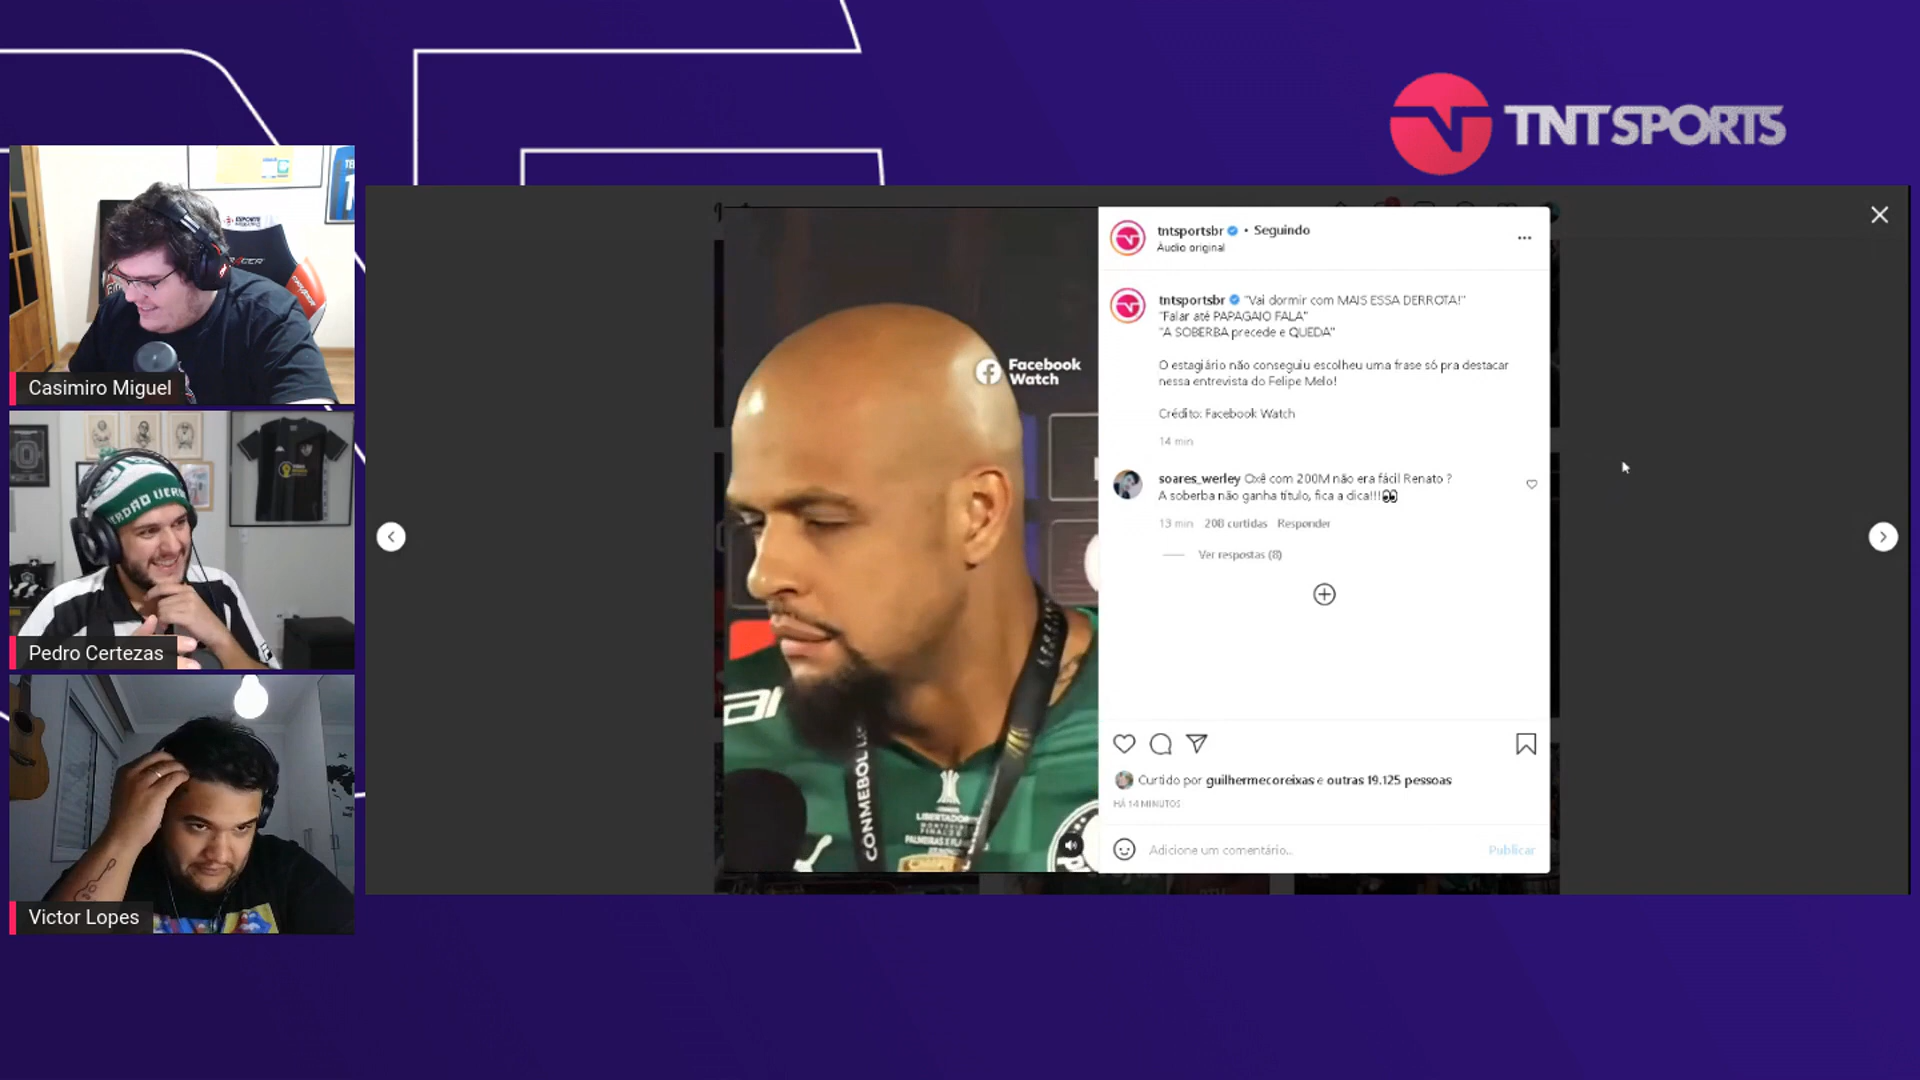 TNT SPORTS
Casimiro Miguel
Pedro Certezas
Victor Lopes
Facebook
Watch
CONMEBOL
tntsportsbr • Seguindo
Áudio original
tntsportsbr "Vai dormir com MAIS ESSA DERROTA!"
"Falar até PAPAGAIO FALA"
"A SOBERBA precede e QUEDA"
O estagiário não conseguiu escolheu uma frase só pra destacar
nessa entrevista do Felipe Melo!
Crédito: Facebook Watch
14 min
soares_werley Oxê com 200M não era fácil Renato ?
A soberba não ganha título, fica a dica!!!👀
13 min 208 curtidas Responder
Ver respostas (8)
Curtido por guilhermecoreixas e outras 19.125 pessoas
HÁ 14 MINUTOS
Adicione um comentário...
Publicar